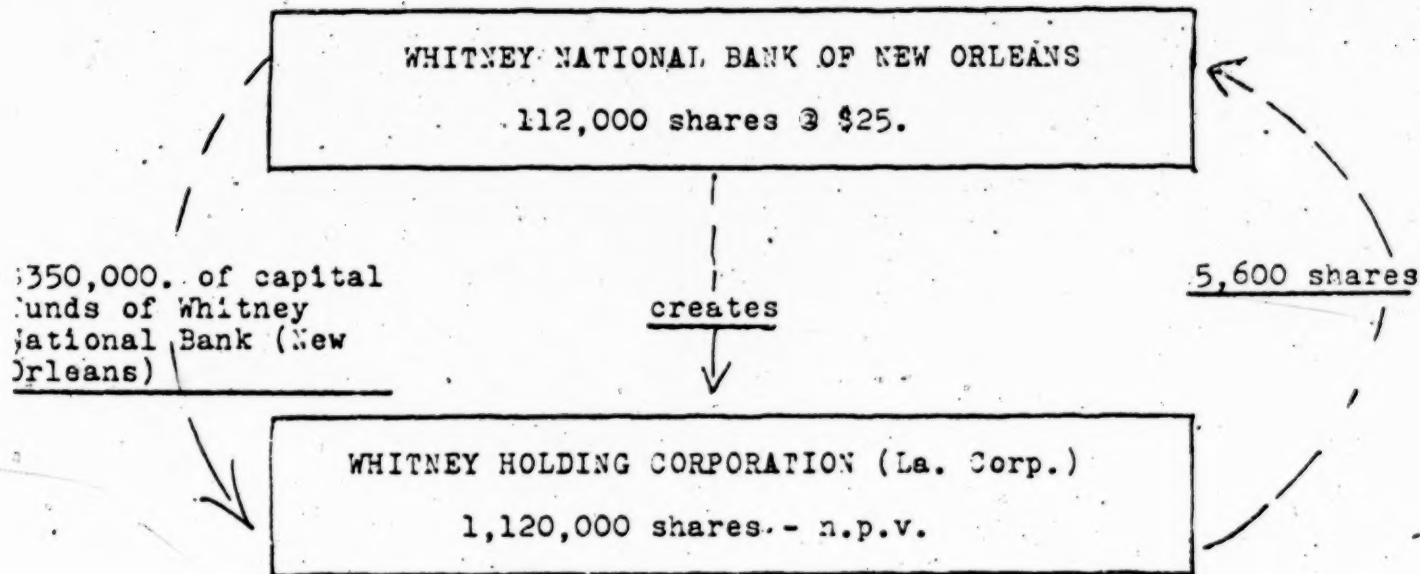 WHITNEY NATIONAL BANK OF NEW ORLEANS
112,000 shares @ $25.
350,000. of capital
unds of Whitney
ational Bank (New
rleans)
creates
5,600 shares
WHITNEY HOLDING CORPORATION (La. Corp.)
1,120,000 shares - n.p.v.